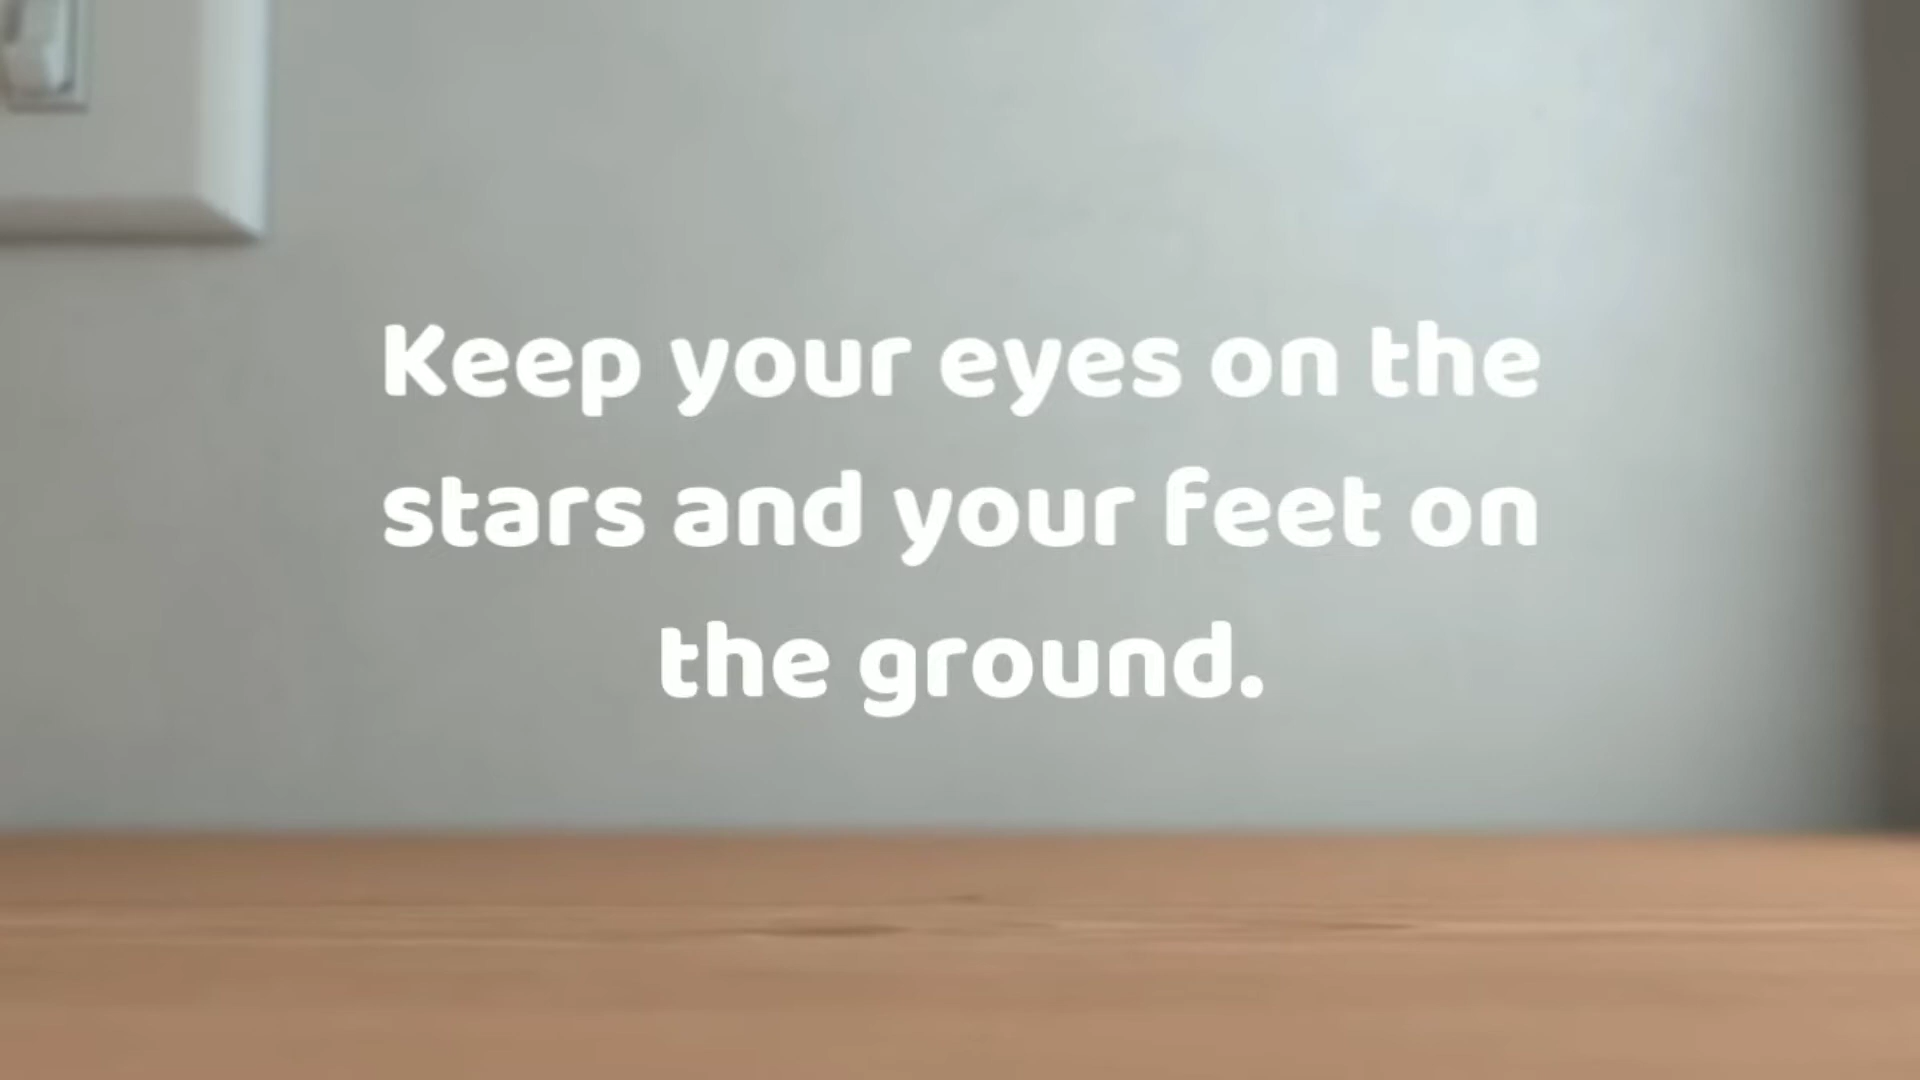 Keep your eyes on the
stars and your feet on
the ground.